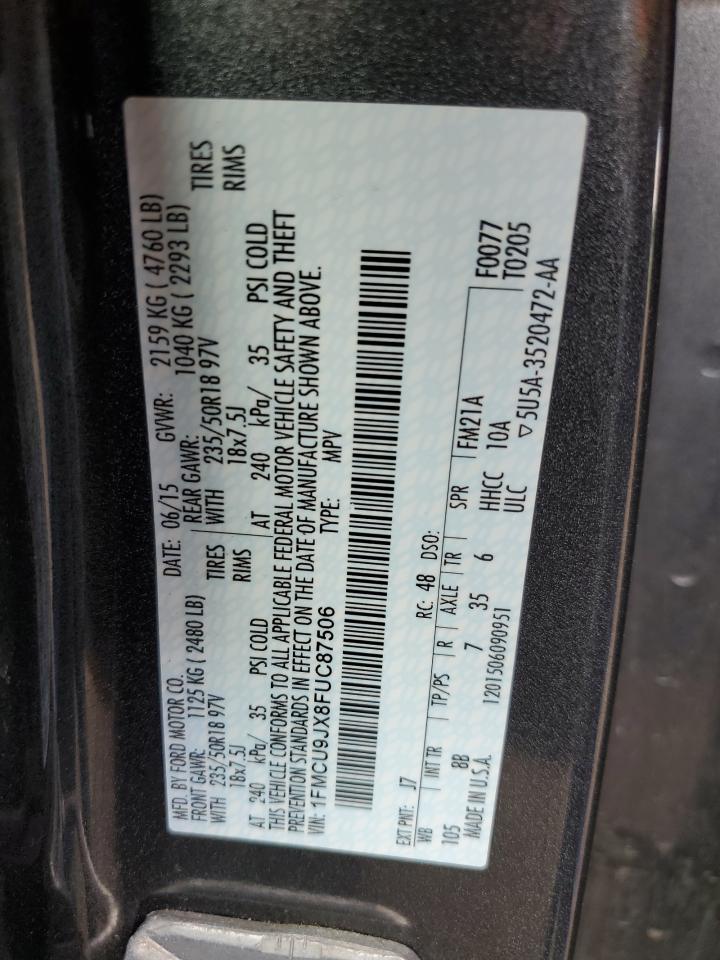 MFD. BY FORD MOTOR CO.
DATE: 06/15 GVWR: 2159 KG ( 4760 LB)
FRONT GAWR: 1125 KG ( 2480 LB) REAR GAWR: 1040 KG ( 2293 LB)
WITH 235/50R18 97V TIRES WITH 235/50R18 97V TIRES
18x7.5J RIMS 18x7.5J RIMS
AT 240 kPa/ 35 PSI COLD AT 240 kPa/ 35 PSI COLD
THIS VEHICLE CONFORMS TO ALL APPLICABLE FEDERAL MOTOR VEHICLE SAFETY AND THEFT
PREVENTION STANDARDS IN EFFECT ON THE DATE OF MANUFACTURE SHOWN ABOVE.
VIN: 1FMCU9JX8FUC87506 TYPE: MPV
EXT PNT: J7 RC: 48 DSO: F0077
WB INT TR TP/PS R AXLE TR SPR FM21A T0205
105 8B 7 35 6 HHCC 10A
MADE IN U.S.A. 1201506090951 ULC ▽5U5A-3520472-AA